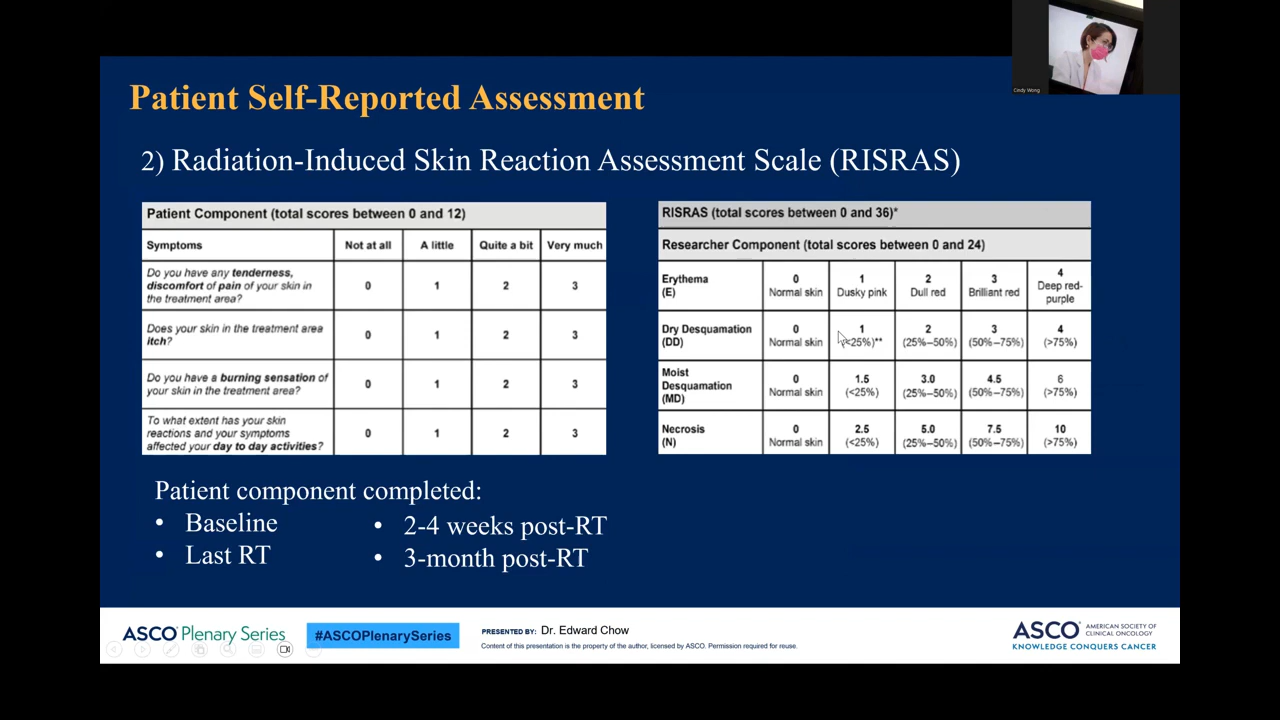 Cindy Wong
Patient Self-Reported Assessment
2) Radiation-Induced Skin Reaction Assessment Scale (RISRAS)
Patient Component (total scores between 0 and 12)
Symptoms Not at all A little Quite a bit Very much
Do you have any tenderness,
discomfort of pain of your skin in
the treatment area?
0 1 2 3
Does your skin in the treatment area
itch?
0 1 2 3
Do you have a burning sensation of
your skin in the treatment area?
0 1 2 3
To what extent has your skin
reactions and your symptoms
affected your day to day activities?
0 1 2 3
RISRAS (total scores between 0 and 36)*
Researcher Component (total scores between 0 and 24)
Erythema
(E)
0 1 2 3 4
Normal skin Dusky pink Dull red Brilliant red Deep red-
purple
Dry Desquamation
(DD)
0 1 2 3 4
Normal skin (<25%)** (25%–50%) (50%–75%) (>75%)
Moist
Desquamation
(MD)
0 1.5 3.0 4.5 6
Normal skin (<25%) (25%–50%) (50%–75%) (>75%)
Necrosis
(N)
0 2.5 5.0 7.5 10
Normal skin (<25%) (25%–50%) (50%–75%) (>75%)
Patient component completed:
• Baseline
• Last RT
• 2-4 weeks post-RT
• 3-month post-RT
ASCO Plenary Series
#ASCOPlenarySeries
PRESENTED BY: Dr. Edward Chow
Content of this presentation is the property of the author, licensed by ASCO. Permission required for reuse.
ASCO AMERICAN SOCIETY OF
CLINICAL ONCOLOGY
KNOWLEDGE CONQUERS CANCER